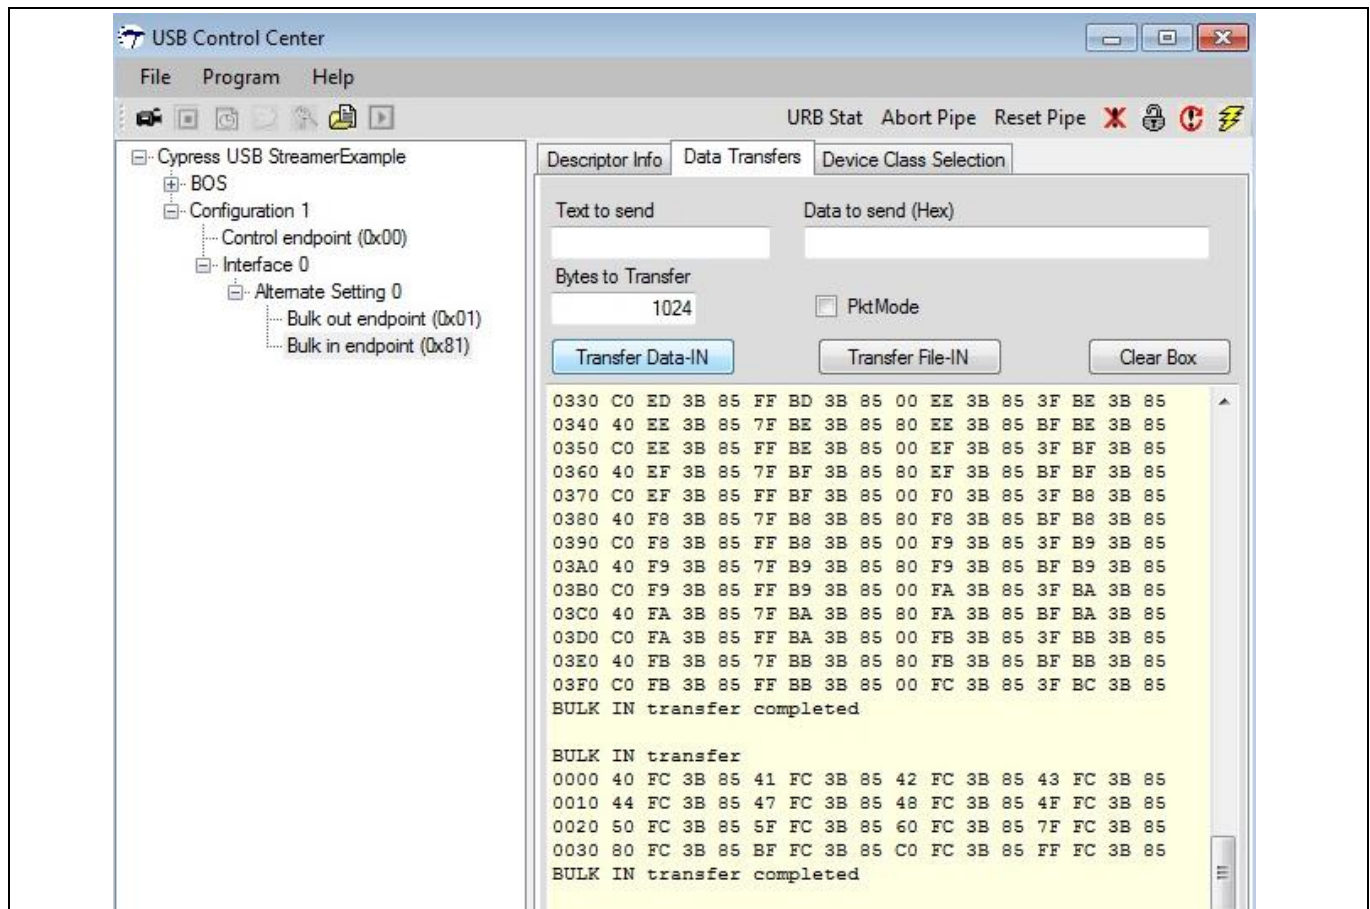 USB Control Center
File Program Help
URB Stat Abort Pipe Reset Pipe
Cypress USB StreamerExample
BOS
Configuration 1
Control endpoint (0x00)
Interface 0
Alternate Setting 0
Bulk out endpoint (0x01)
Bulk in endpoint (0x81)
Descriptor Info Data Transfers Device Class Selection
Text to send Data to send (Hex)
Bytes to Transfer
1024 PktMode
Transfer Data-IN Transfer File-IN Clear Box
0330 C0 ED 3B 85 FF BD 3B 85 00 EE 3B 85 3F BE 3B 85
0340 40 EE 3B 85 7F BE 3B 85 80 EE 3B 85 BF BE 3B 85
0350 C0 EE 3B 85 FF BE 3B 85 00 EF 3B 85 3F BF 3B 85
0360 40 EF 3B 85 7F BF 3B 85 80 EF 3B 85 BF BF 3B 85
0370 C0 EF 3B 85 FF BF 3B 85 00 F0 3B 85 3F B8 3B 85
0380 40 F8 3B 85 7F B8 3B 85 80 F8 3B 85 BF B8 3B 85
0390 C0 F8 3B 85 FF B8 3B 85 00 F9 3B 85 3F B9 3B 85
03A0 40 F9 3B 85 7F B9 3B 85 80 F9 3B 85 BF B9 3B 85
03B0 C0 F9 3B 85 FF B9 3B 85 00 FA 3B 85 3F BA 3B 85
03C0 40 FA 3B 85 7F BA 3B 85 80 FA 3B 85 BF BA 3B 85
03D0 C0 FA 3B 85 FF BA 3B 85 00 FB 3B 85 3F BB 3B 85
03E0 40 FB 3B 85 7F BB 3B 85 80 FB 3B 85 BF BB 3B 85
03F0 C0 FB 3B 85 FF BB 3B 85 00 FC 3B 85 3F BC 3B 85
BULK IN transfer completed
BULK IN transfer
0000 40 FC 3B 85 41 FC 3B 85 42 FC 3B 85 43 FC 3B 85
0010 44 FC 3B 85 47 FC 3B 85 48 FC 3B 85 4F FC 3B 85
0020 50 FC 3B 85 5F FC 3B 85 60 FC 3B 85 7F FC 3B 85
0030 80 FC 3B 85 BF FC 3B 85 C0 FC 3B 85 FF FC 3B 85
BULK IN transfer completed